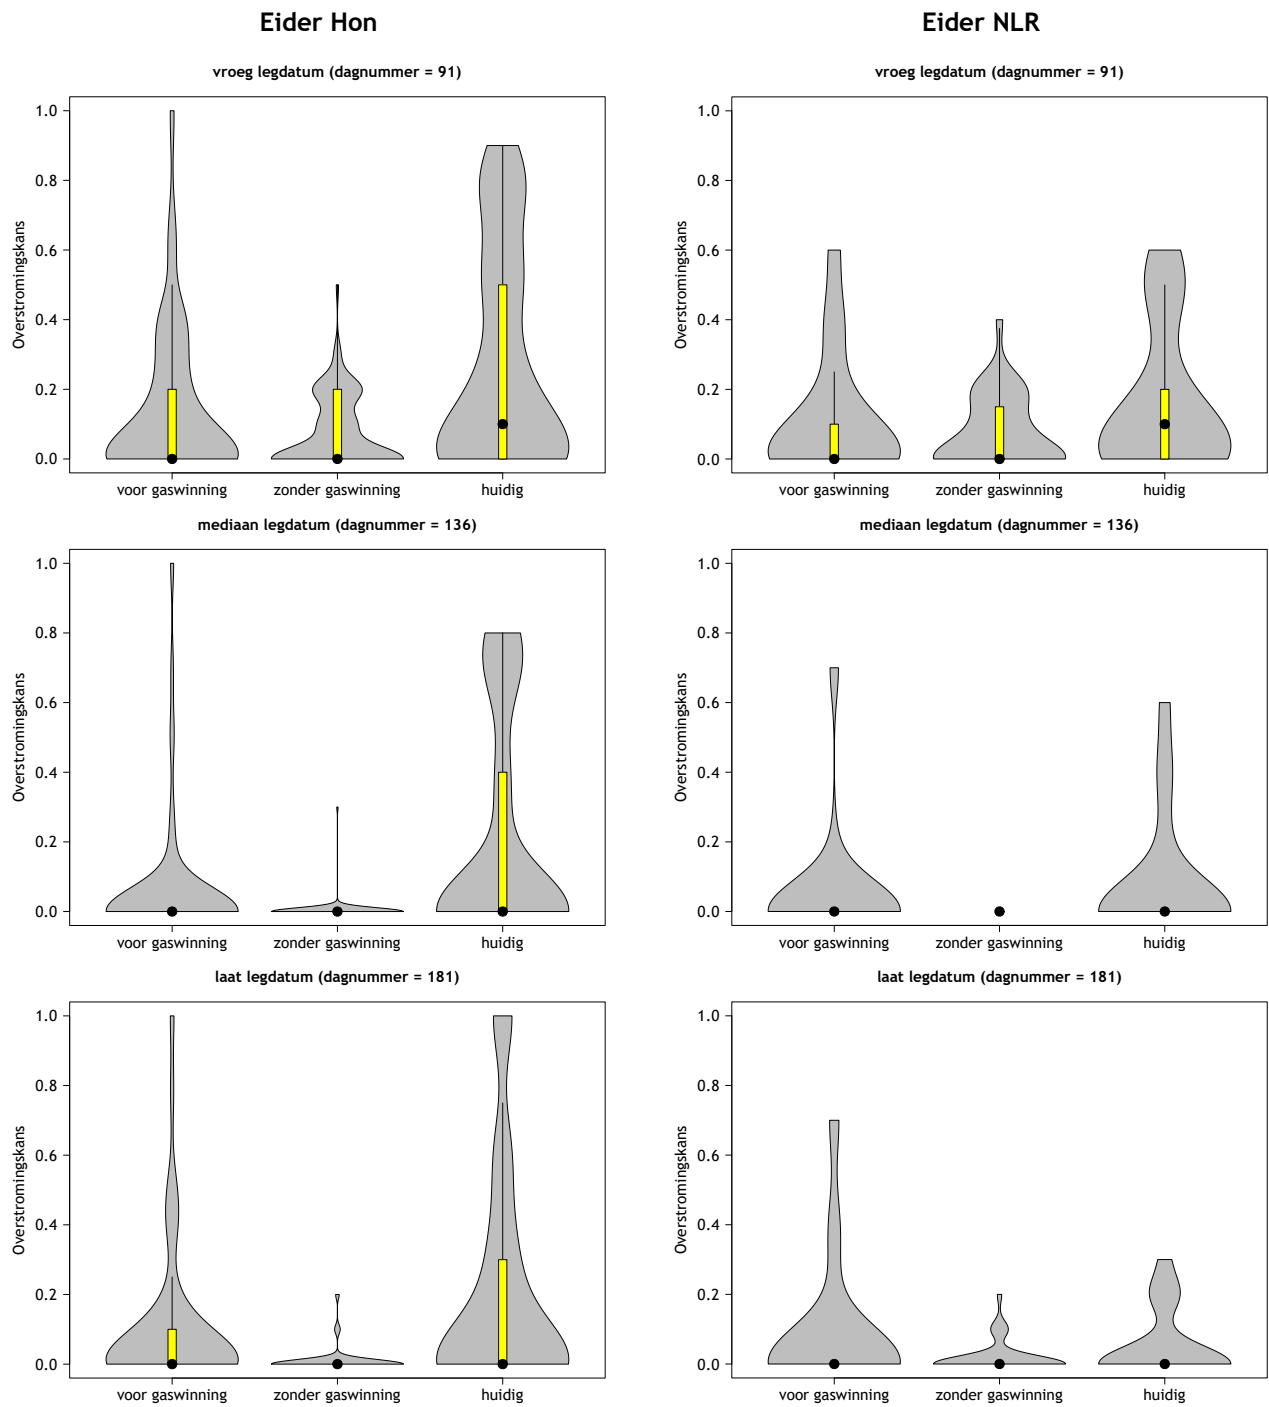 Eider Hon
Eider NLR
vroeg legdatum (dagnummer = 91)
Overstromingskans
1.0
0.8
0.6
0.4
0.2
0.0
voor gaswinning zonder gaswinning huidig
vroeg legdatum (dagnummer = 91)
Overstromingskans
1.0
0.8
0.6
0.4
0.2
0.0
voor gaswinning zonder gaswinning huidig
mediaan legdatum (dagnummer = 136)
Overstromingskans
1.0
0.8
0.6
0.4
0.2
0.0
voor gaswinning zonder gaswinning huidig
mediaan legdatum (dagnummer = 136)
Overstromingskans
1.0
0.8
0.6
0.4
0.2
0.0
voor gaswinning zonder gaswinning huidig
laat legdatum (dagnummer = 181)
Overstromingskans
1.0
0.8
0.6
0.4
0.2
0.0
voor gaswinning zonder gaswinning huidig
laat legdatum (dagnummer = 181)
Overstromingskans
1.0
0.8
0.6
0.4
0.2
0.0
voor gaswinning zonder gaswinning huidig